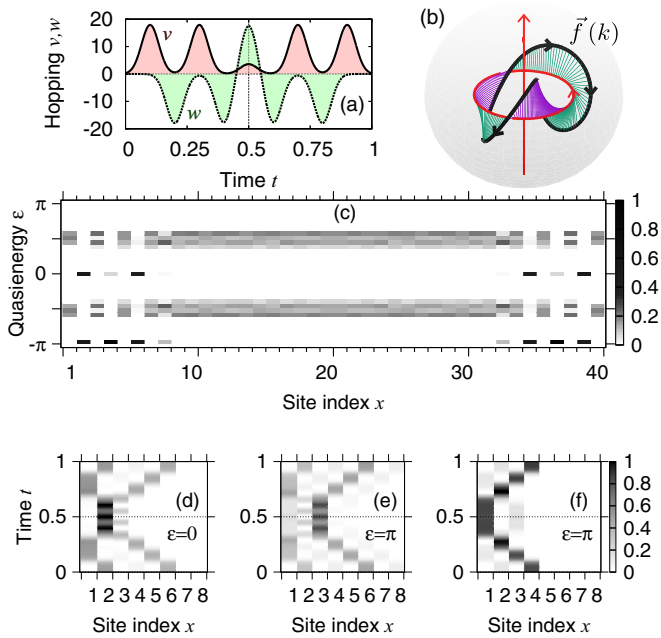 20
10
0
-10
-20
Hopping v,w
v
w
(a)
0
0.25
0.5
0.75
1
Time t
(b)
f⃗(k)
(c)
π
0
-π
Quasienergy ε
1
10
20
30
40
Site index x
1
0.8
0.6
0.4
0.2
0
1
0.5
0
Time t
(d)
ε=0
1 2 3 4 5 6 7 8
Site index x
1
0
(e)
ε=π
1 2 3 4 5 6 7 8
Site index x
1
0
(f)
ε=π
1 2 3 4 5 6 7 8
Site index x
1
0.8
0.6
0.4
0.2
0